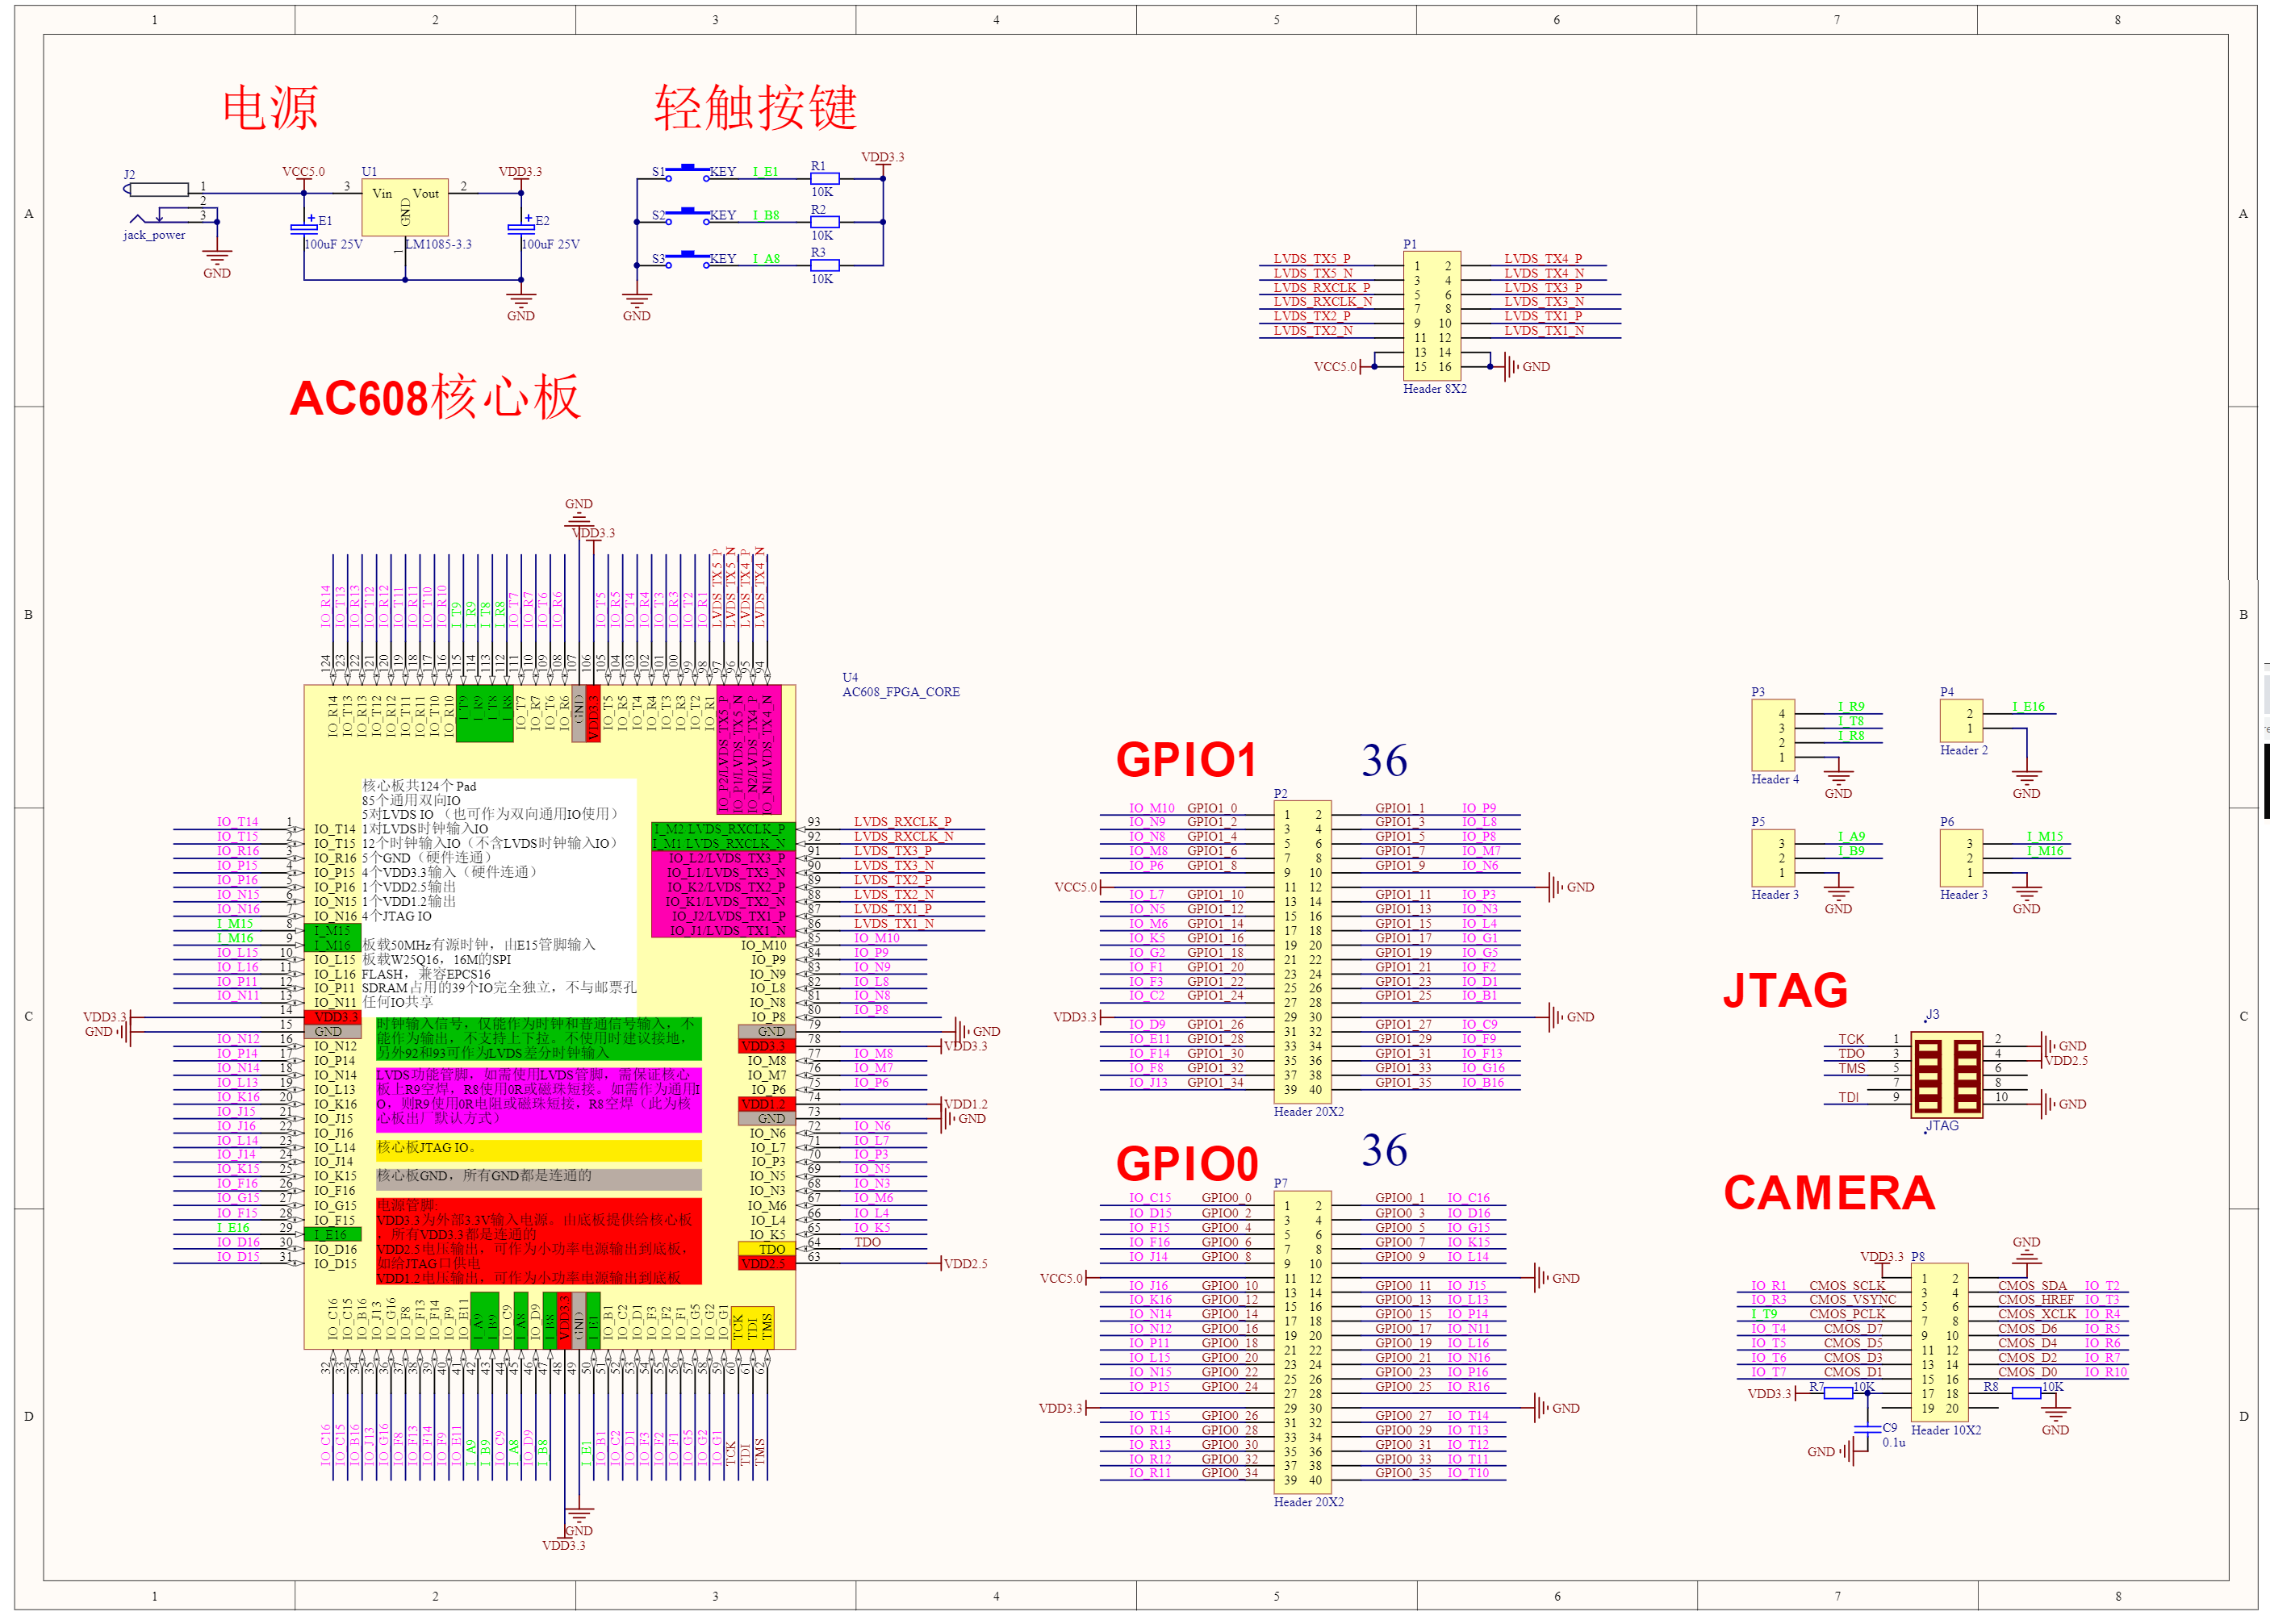 1 2 3 4 5 6 7 8
A
B
C
D
A
B
C
D
电源
J2
jack_power
1
2
3
GND
VCC5.0
E1
100uF 25V
U1
Vin Vout
GND
3
2
1
LM1085-3.3
VDD3.3
E2
100uF 25V
GND
轻触按键
S1 KEY I_E1 R1 10K
S2 KEY I_B8 R2 10K
S3 KEY I_A8 R3 10K
VDD3.3
GND
P1
LVDS_TX5_P 1 2 LVDS_TX4_P
LVDS_TX5_N 3 4 LVDS_TX4_N
LVDS_RXCLK_P 5 6 LVDS_TX3_P
LVDS_RXCLK_N 7 8 LVDS_TX3_N
LVDS_TX2_P 9 10 LVDS_TX1_P
LVDS_TX2_N 11 12 LVDS_TX1_N
13 14
VCC5.0 15 16 GND
Header 8X2
AC608核心板
GND
VDD3.3
IO_R14 IO_T13 IO_R13 IO_T12 IO_R12 IO_T11 IO_R11 IO_T10 IO_R10 I_T9 I_R9 I_T8 I_R8 IO_T7 IO_R7 IO_T6 IO_R6 IO_T5 IO_R5 IO_T4 IO_R4 IO_T3 IO_R3 IO_T2 IO_R1 LVDS_TX5_P LVDS_TX5_N LVDS_TX4_P LVDS_TX4_N
124 123 122 121 120 119 118 117 116 115 114 113 112 111 110 109 108 107 106 105 104 103 102 101 100 99 98 97 96 95 94
IO_R14 IO_T13 IO_R13 IO_T12 IO_R12 IO_T11 IO_R11 IO_T10 IO_R10 I_T9 I_R9 I_T8 I_R8 IO_T7 IO_R7 IO_T6 IO_R6 GND VDD3.3 IO_T5 IO_R5 IO_T4 IO_R4 IO_T3 IO_R3 IO_T2 IO_R1 IO_P2/LVDS_TX5_P IO_P1/LVDS_TX5_N IO_N2/LVDS_TX4_P IO_N1/LVDS_TX4_N
U4
AC608_FPGA_CORE
核心板共124个 Pad
85个通用双向IO
5对LVDS IO（也可作为双向通用IO使用）
1对LVDS时钟输入IO
12个时钟输入IO（不含LVDS时钟输入IO）
5个GND（硬件连通）
4个VDD3.3输入（硬件连通）
1个VDD2.5输出
1个VDD1.2输出
4个JTAG IO
板载50MHz有源时钟，由E15管脚输入
板载W25Q16，16M的SPI
FLASH，兼容EPCS16
SDRAM占用的39个IO完全独立，不与邮票孔
任何IO共享
时钟输入信号，仅能作为时钟和普通信号输入，不
能作为输出，不支持上下拉。不使用时建议接地，
另外92和93可作为LVDS差分时钟输入
LVDS功能管脚，如需使用LVDS管脚，需保证核心
板上R9空焊，R8使用0R或磁珠短接。如需作为通用I
O，则R9使用0R电阻或磁珠短接，R8空焊（此为核
心板出厂默认方式）
核心板JTAG IO。
核心板GND，所有GND都是连通的
电源管脚:
VDD3.3为外部3.3V输入电源。由底板提供给核心板
，所有VDD3.3都是连通的
VDD2.5电压输出，可作为小功率电源输出到底板，
如给JTAG口供电
VDD1.2电压输出，可作为小功率电源输出到底板
IO_T14 1 IO_T14
IO_T15 2 IO_T15
IO_R16 3 IO_R16
IO_P15 4 IO_P15
IO_P16 5 IO_P16
IO_N15 6 IO_N15
IO_N16 7 IO_N16
I_M15 8 I_M15
I_M16 9 I_M16
IO_L15 10 IO_L15
IO_L16 11 IO_L16
IO_P11 12 IO_P11
IO_N11 13 IO_N11
VDD3.3 14 VDD3.3
GND 15 GND
IO_N12 16 IO_N12
IO_P14 17 IO_P14
IO_N14 18 IO_N14
IO_L13 19 IO_L13
IO_K16 20 IO_K16
IO_J15 21 IO_J15
IO_J16 22 IO_J16
IO_L14 23 IO_L14
IO_J14 24 IO_J14
IO_K15 25 IO_K15
IO_F16 26 IO_F16
IO_G15 27 IO_G15
IO_F15 28 IO_F15
I_E16 29 I_E16
IO_D16 30 IO_D16
IO_D15 31 IO_D15
I_M2 LVDS_RXCLK_P 93 LVDS_RXCLK_P
I_M1 LVDS_RXCLK_N 92 LVDS_RXCLK_N
IO_L2/LVDS_TX3_P 91 LVDS_TX3_P
IO_L1/LVDS_TX3_N 90 LVDS_TX3_N
IO_K2/LVDS_TX2_P 89 LVDS_TX2_P
IO_K1/LVDS_TX2_N 88 LVDS_TX2_N
IO_J2/LVDS_TX1_P 87 LVDS_TX1_P
IO_J1/LVDS_TX1_N 86 LVDS_TX1_N
IO_M10 85 IO_M10
IO_P9 84 IO_P9
IO_N9 83 IO_N9
IO_L8 82 IO_L8
IO_N8 81 IO_N8
IO_P8 80 IO_P8
GND 79 GND
VDD3.3 78 VDD3.3
IO_M8 77 IO_M8
IO_M7 76 IO_M7
IO_P6 75 IO_P6
VDD1.2 74 VDD1.2
GND 73 GND
IO_N6 72 IO_N6
IO_L7 71 IO_L7
IO_P3 70 IO_P3
IO_N5 69 IO_N5
IO_N3 68 IO_N3
IO_M6 67 IO_M6
IO_L4 66 IO_L4
IO_K5 65 IO_K5
TDO 64 TDO
VDD2.5 63 VDD2.5
IO_C16 IO_C15 IO_B16 IO_J13 IO_G16 IO_F8 IO_F13 IO_F14 IO_F9 IO_E11 I_A9 I_B9 IO_C9 I_A8 IO_D9 I_B8 VDD3.3 GND I_E1 IO_B1 IO_C2 IO_D1 IO_F3 IO_F2 IO_F1 IO_G5 IO_G2 IO_G1 TCK TDI TMS
32 33 34 35 36 37 38 39 40 41 42 43 44 45 46 47 48 49 50 51 52 53 54 55 56 57 58 59 60 61 62
IO_C16 IO_C15 IO_B16 IO_J13 IO_G16 IO_F8 IO_F13 IO_F14 IO_F9 IO_E11 I_A9 I_B9 IO_C9 I_A8 IO_D9 I_B8 I_E1 IO_B1 IO_C2 IO_D1 IO_F3 IO_F2 IO_F1 IO_G5 IO_G2 IO_G1 TCK TDI TMS
GND
VDD3.3
GPIO1 36
P2
IO_M10 GPIO1_0 1 2 GPIO1_1 IO_P9
IO_N9 GPIO1_2 3 4 GPIO1_3 IO_L8
IO_N8 GPIO1_4 5 6 GPIO1_5 IO_P8
IO_M8 GPIO1_6 7 8 GPIO1_7 IO_M7
IO_P6 GPIO1_8 9 10 GPIO1_9 IO_N6
VCC5.0 11 12 GND
IO_L7 GPIO1_10 13 14 GPIO1_11 IO_P3
IO_N5 GPIO1_12 15 16 GPIO1_13 IO_N3
IO_M6 GPIO1_14 17 18 GPIO1_15 IO_L4
IO_K5 GPIO1_16 19 20 GPIO1_17 IO_G1
IO_G2 GPIO1_18 21 22 GPIO1_19 IO_G5
IO_F1 GPIO1_20 23 24 GPIO1_21 IO_F2
IO_F3 GPIO1_22 25 26 GPIO1_23 IO_D1
IO_C2 GPIO1_24 27 28 GPIO1_25 IO_B1
VDD3.3 29 30 GND
IO_D9 GPIO1_26 31 32 GPIO1_27 IO_C9
IO_E11 GPIO1_28 33 34 GPIO1_29 IO_F9
IO_F14 GPIO1_30 35 36 GPIO1_31 IO_F13
IO_F8 GPIO1_32 37 38 GPIO1_33 IO_G16
IO_J13 GPIO1_34 39 40 GPIO1_35 IO_B16
Header 20X2
GPIO0 36
P7
IO_C15 GPIO0_0 1 2 GPIO0_1 IO_C16
IO_D15 GPIO0_2 3 4 GPIO0_3 IO_D16
IO_F15 GPIO0_4 5 6 GPIO0_5 IO_G15
IO_F16 GPIO0_6 7 8 GPIO0_7 IO_K15
IO_J14 GPIO0_8 9 10 GPIO0_9 IO_L14
VCC5.0 11 12 GND
IO_J16 GPIO0_10 13 14 GPIO0_11 IO_J15
IO_K16 GPIO0_12 15 16 GPIO0_13 IO_L13
IO_N14 GPIO0_14 17 18 GPIO0_15 IO_P14
IO_N12 GPIO0_16 19 20 GPIO0_17 IO_N11
IO_P11 GPIO0_18 21 22 GPIO0_19 IO_L16
IO_L15 GPIO0_20 23 24 GPIO0_21 IO_N16
IO_N15 GPIO0_22 25 26 GPIO0_23 IO_P16
IO_P15 GPIO0_24 27 28 GPIO0_25 IO_R16
VDD3.3 29 30 GND
IO_T15 GPIO0_26 31 32 GPIO0_27 IO_T14
IO_R14 GPIO0_28 33 34 GPIO0_29 IO_T13
IO_R13 GPIO0_30 35 36 GPIO0_31 IO_T12
IO_R12 GPIO0_32 37 38 GPIO0_33 IO_T11
IO_R11 GPIO0_34 39 40 GPIO0_35 IO_T10
Header 20X2
P3
4 I_R9
3 I_T8
2 I_R8
1
Header 4
GND
P4
2 I_E16
1
Header 2
GND
P5
3 I_A9
2 I_B9
1
Header 3
GND
P6
3 I_M15
2 I_M16
1
Header 3
GND
JTAG
J3
TCK 1 2 GND
TDO 3 4 VDD2.5
TMS 5 6
7 8
TDI 9 10 GND
JTAG
CAMERA
GND
VDD3.3 P8
1 2
IO_R1 CMOS_SCLK 3 4 CMOS_SDA IO_T2
IO_R3 CMOS_VSYNC 5 6 CMOS_HREF IO_T3
I_T9 CMOS_PCLK 7 8 CMOS_XCLK IO_R4
IO_T4 CMOS_D7 9 10 CMOS_D6 IO_R5
IO_T5 CMOS_D5 11 12 CMOS_D4 IO_R6
IO_T6 CMOS_D3 13 14 CMOS_D2 IO_R7
IO_T7 CMOS_D1 15 16 CMOS_D0 IO_R10
VDD3.3 R7 10K 17 18 R8 10K
19 20
C9
0.1u
GND
Header 10X2
GND
1 2 3 4 5 6 7 8